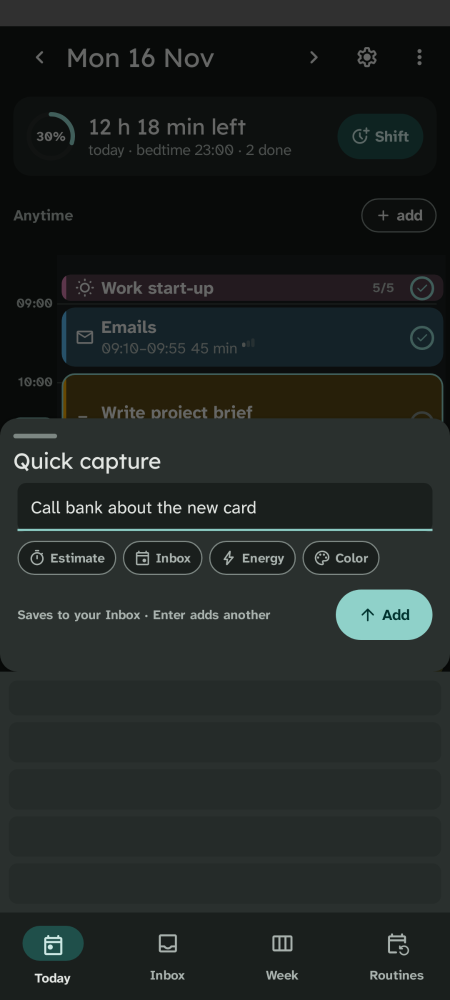 Mon 16 Nov
30%
12 h 18 min left
today · bedtime 23:00 · 2 done
Shift
Anytime
+ add
Work start-up
5/5
09:00
Emails
09:10–09:55 45 min
10:00
Write project brief
Quick capture
Call bank about the new card
Estimate
Inbox
Energy
Color
Saves to your Inbox · Enter adds another
Add
Today
Inbox
Week
Routines